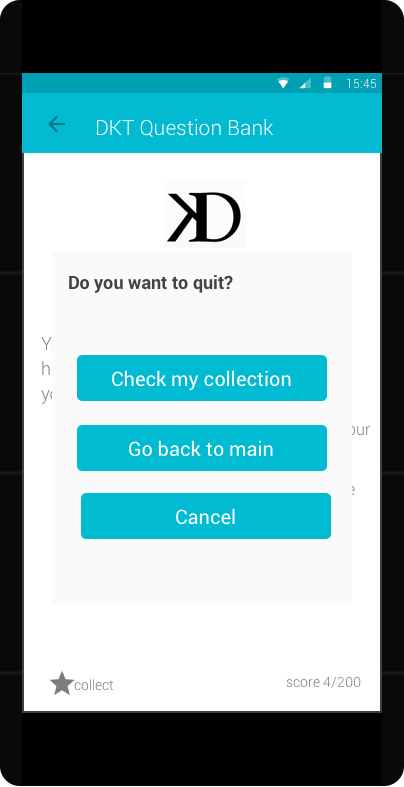 15:45
DKT Question Bank
KD
Do you want to quit?
Check my collection
Go back to main
Cancel
collect
score 4/200